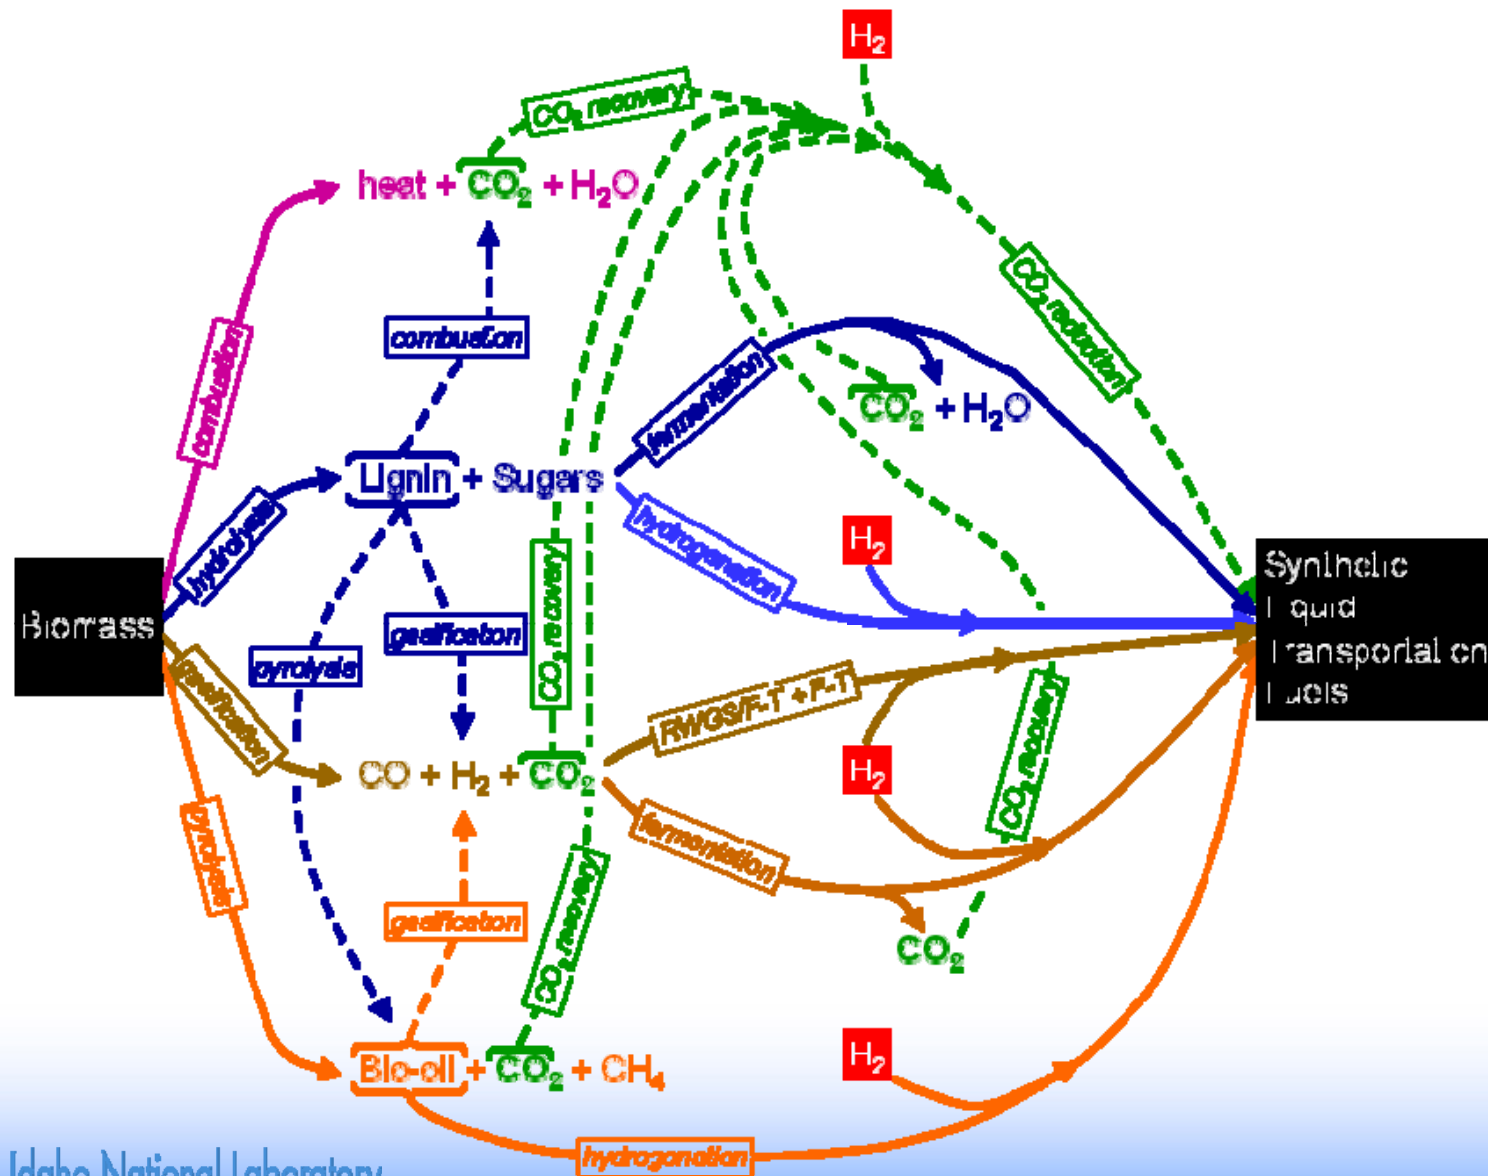 H₂
CO₂ recovery
heat + CO₂ + H₂O
combustion
combustion
CO₂ reduction
fermentation
CO₂ + H₂O
Lignin + Sugars
hydrolysis
hydrogenation
H₂
CO₂ recovery
Biomass
gasification
pyrolysis
Synthetic
Liquid
Transportation
Fuels
gasification
RWGS/F-T + F-T
CO₂ recovery
CO + H₂ + CO₂
H₂
pyrolysis
fermentation
gasification
CO₂ recovery
CO₂
Bio-oil + CO₂ + CH₄
H₂
hydrogenation
Idaho National Laboratory